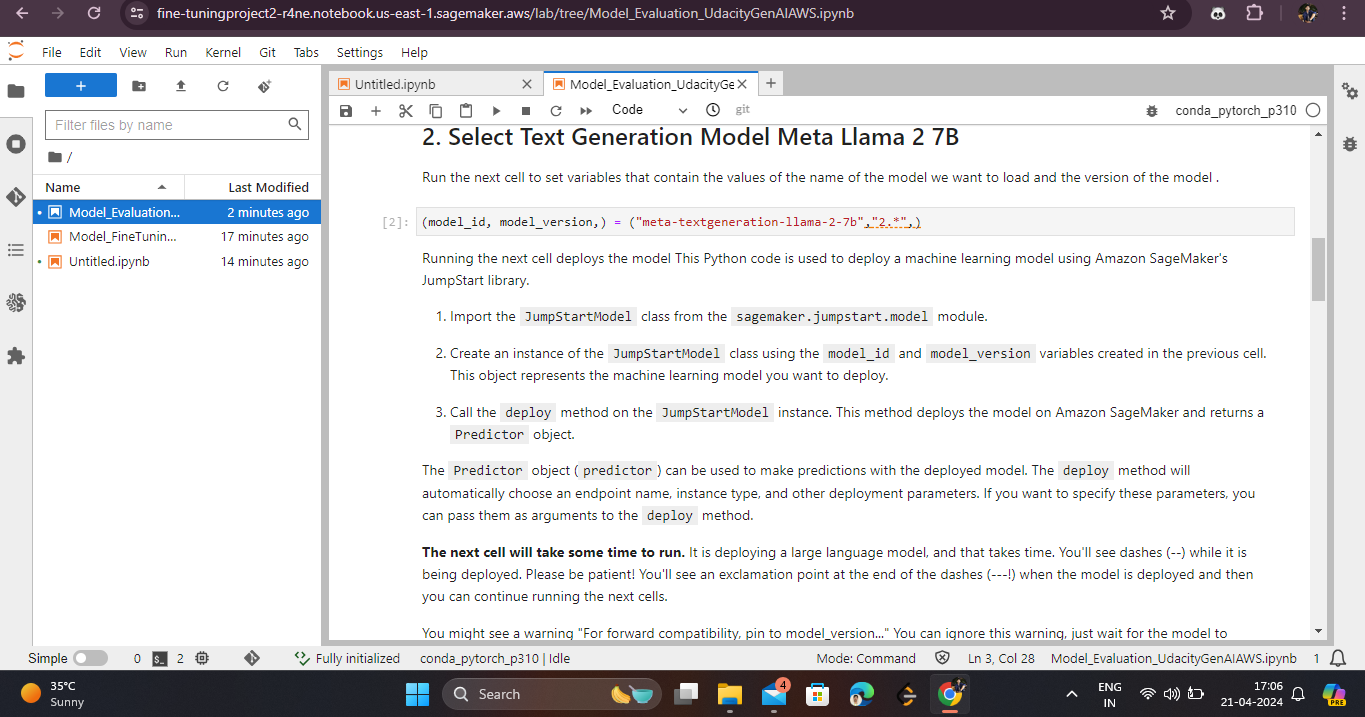 fine-tuningproject2-r4ne.notebook.us-east-1.sagemaker.aws/lab/tree/Model_Evaluation_UdacityGenAIAWS.ipynb
File Edit View Run Kernel Git Tabs Settings Help
Untitled.ipynb
Model_Evaluation_UdacityGe
Code
git
conda_pytorch_p310
Filter files by name
/
Name Last Modified
Model_Evaluation... 2 minutes ago
Model_FineTunin... 17 minutes ago
Untitled.ipynb 14 minutes ago
2. Select Text Generation Model Meta Llama 2 7B
Run the next cell to set variables that contain the values of the name of the model we want to load and the version of the model .
[2]: (model_id, model_version,) = ("meta-textgeneration-llama-2-7b","2.*",)
Running the next cell deploys the model This Python code is used to deploy a machine learning model using Amazon SageMaker's
JumpStart library.
1. Import the JumpStartModel class from the sagemaker.jumpstart.model module.
2. Create an instance of the JumpStartModel class using the model_id and model_version variables created in the previous cell.
This object represents the machine learning model you want to deploy.
3. Call the deploy method on the JumpStartModel instance. This method deploys the model on Amazon SageMaker and returns a
Predictor object.
The Predictor object (predictor) can be used to make predictions with the deployed model. The deploy method will
automatically choose an endpoint name, instance type, and other deployment parameters. If you want to specify these parameters, you
can pass them as arguments to the deploy method.
The next cell will take some time to run. It is deploying a large language model, and that takes time. You'll see dashes (--) while it is
being deployed. Please be patient! You'll see an exclamation point at the end of the dashes (---!) when the model is deployed and then
you can continue running the next cells.
You might see a warning "For forward compatibility, pin to model_version..." You can ignore this warning, just wait for the model to
Simple 0 $_ 2 Fully initialized conda_pytorch_p310 | Idle Mode: Command Ln 3, Col 28 Model_Evaluation_UdacityGenAIAWS.ipynb 1
35°C
Sunny
Search
4
ENG
IN
17:06
21-04-2024
PRE